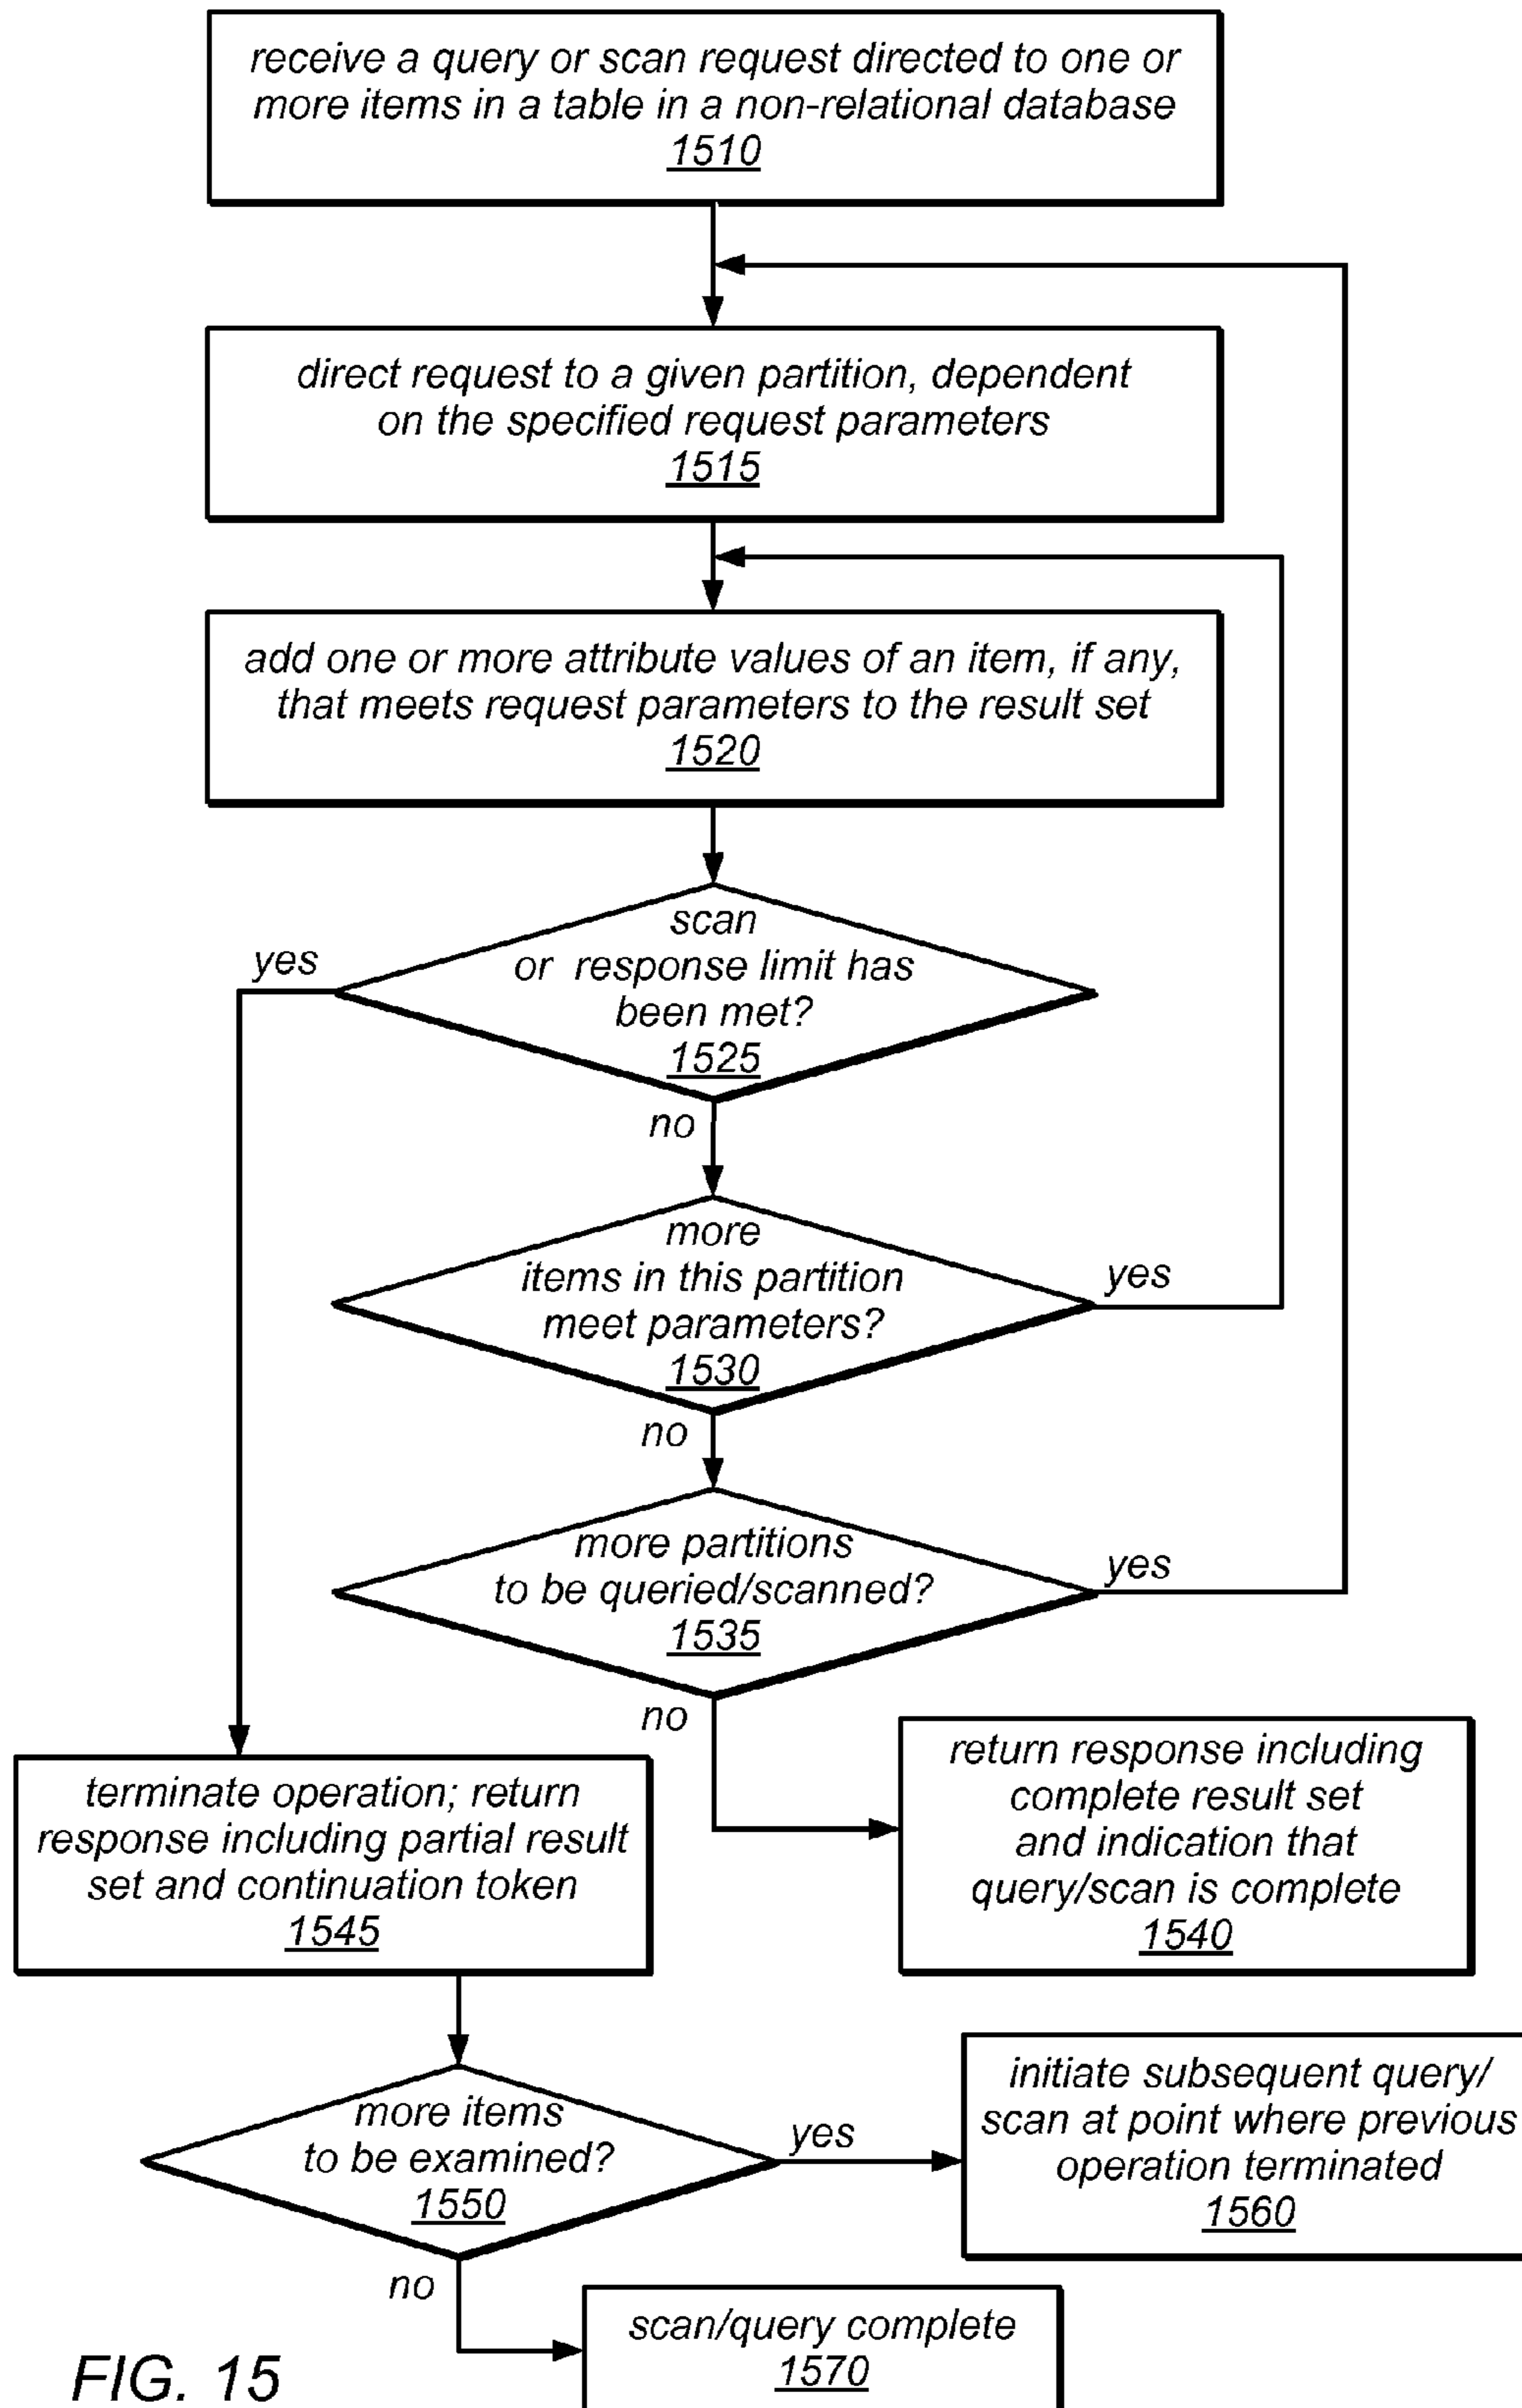 receive a query or scan request directed to one or
more items in a table in a non-relational database
1510
direct request to a given partition, dependent
on the specified request parameters
1515
add one or more attribute values of an item, if any,
that meets request parameters to the result set
1520
scan
or response limit has
been met?
1525
yes
no
more
items in this partition
meet parameters?
1530
yes
no
more partitions
to be queried/scanned?
1535
yes
no
return response including
complete result set
and indication that
query/scan is complete
1540
terminate operation; return
response including partial result
set and continuation token
1545
more items
to be examined?
1550
yes
initiate subsequent query/
scan at point where previous
operation terminated
1560
no
scan/query complete
1570
FIG. 15